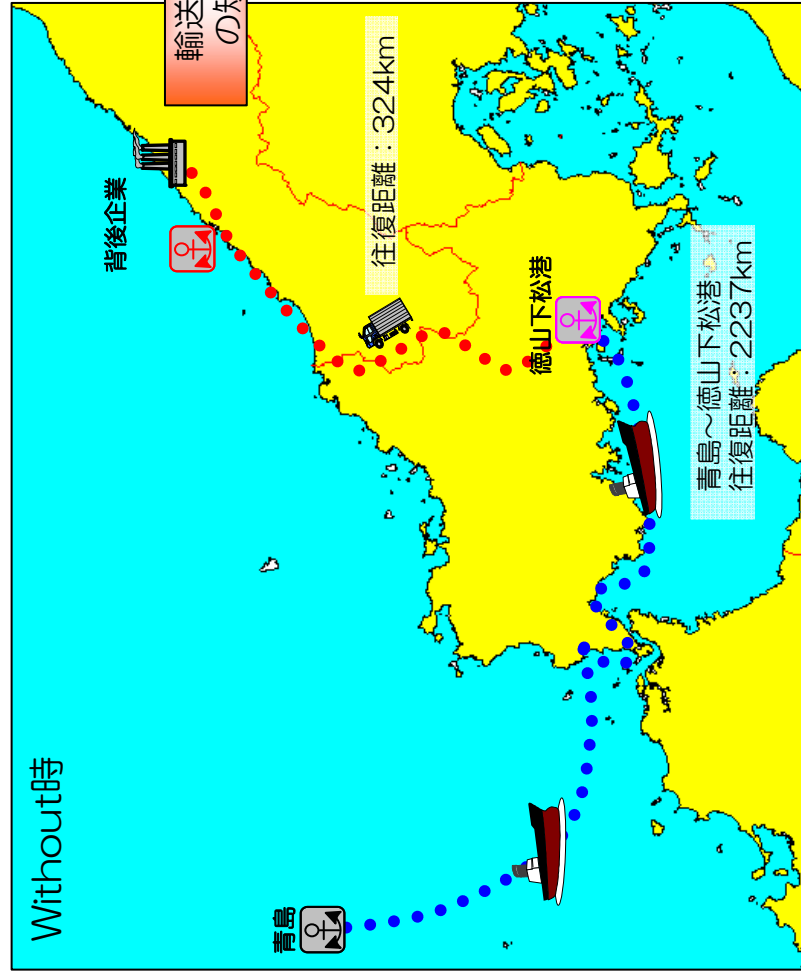 Without時
輸送
の
背後企業
往復距離：324km
徳山下松港
青島～徳山下松港
往復距離：2237km
青島